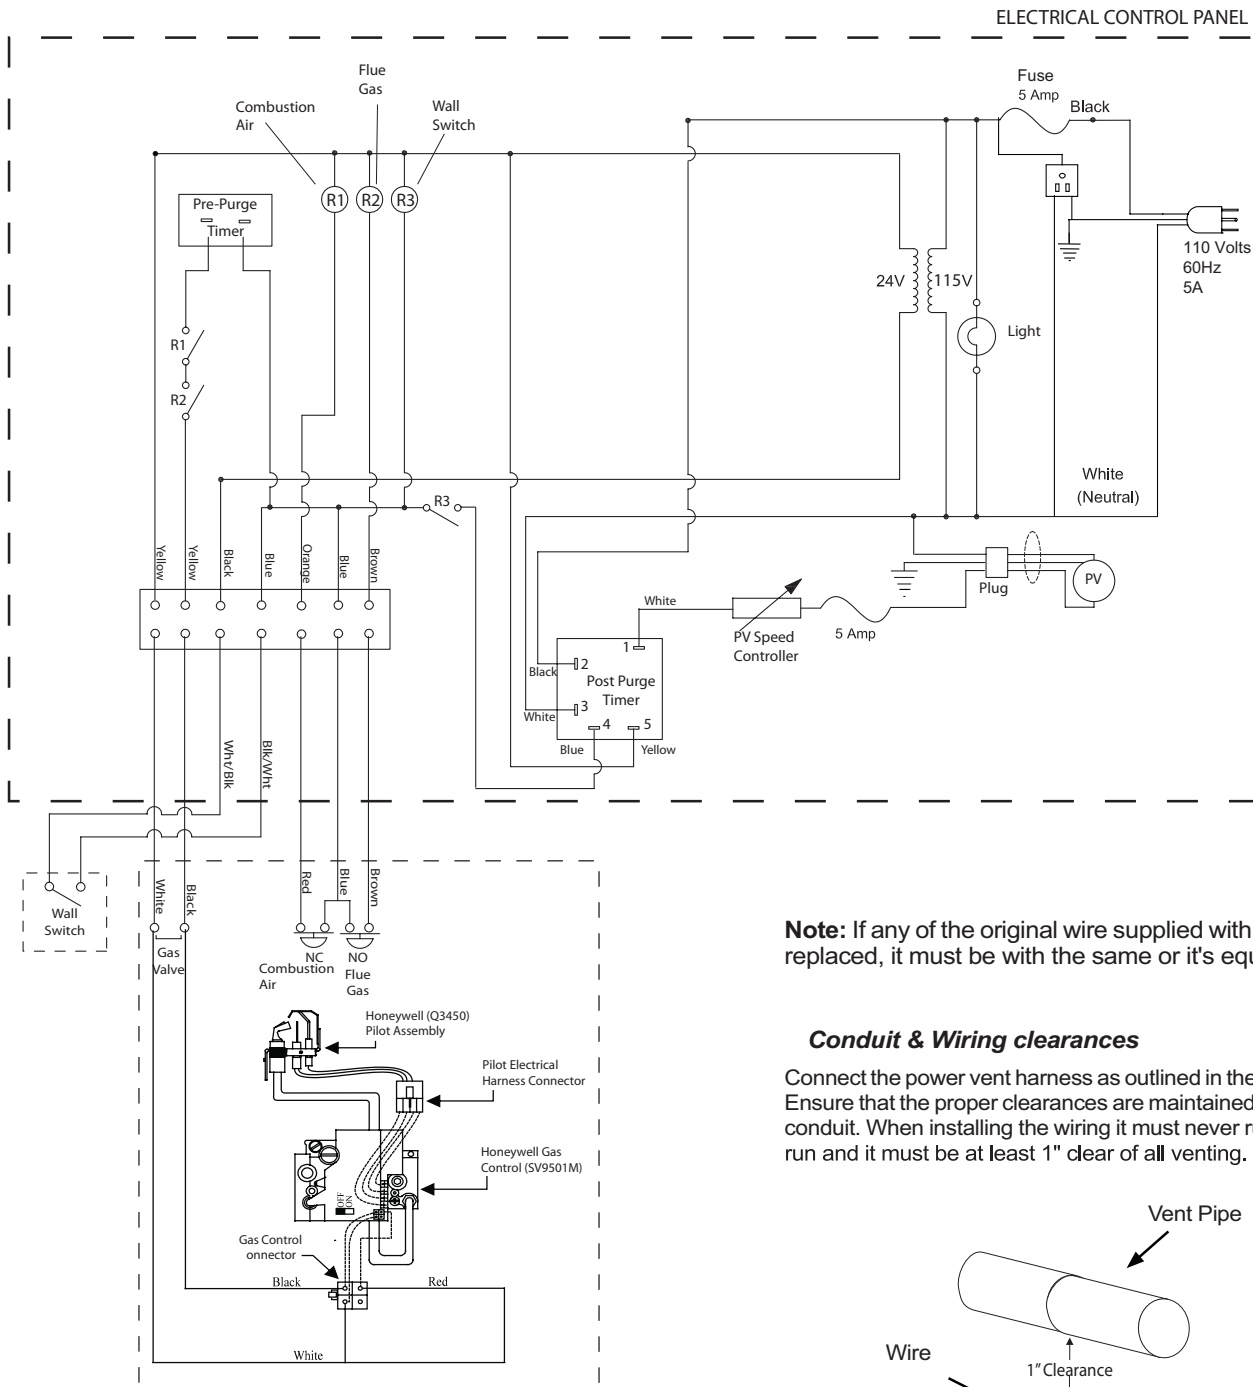 ELECTRICAL CONTROL PANEL
Flue
Gas
Combustion
Air
Wall
Switch
Fuse
5 Amp
Black
R1
R2
R3
Pre-Purge
Timer
110 Volts
60Hz
5A
24V
115V
Light
R1
R2
White
(Neutral)
R3
Yellow
Yellow
Black
Blue
Orange
Blue
Brown
PV
Plug
White
PV Speed
Controller
5 Amp
1
2
Black
Post Purge
Timer
3
White
4
5
Blue
Yellow
Wht/Blk
Blk/Wht
Wall
Switch
White
Black
Red
Blue
Brown
Gas
Valve
NC
NO
Combustion
Air
Flue
Gas
Note: If any of the original wire supplied with
replaced, it must be with the same or it's equ
Honeywell (Q3450)
Pilot Assembly
Conduit & Wiring clearances
Pilot Electrical
Harness Connector
Connect the power vent harness as outlined in the
Ensure that the proper clearances are maintained
conduit. When installing the wiring it must never r
run and it must be at least 1" clear of all venting.
Honeywell Gas
Control (SV9501M)
OFF
ON
Vent Pipe
Gas Control
onnector
Black
Red
White
Wire
1" Clearance